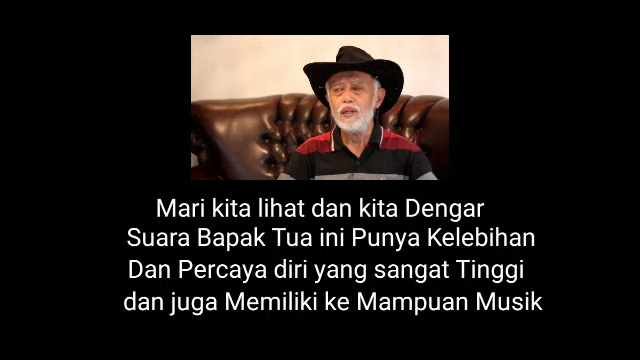 Mari kita lihat dan kita Dengar
Suara Bapak Tua ini Punya Kelebihan
Dan Percaya diri yang sangat Tinggi
dan juga Memiliki ke Mampuan Musik